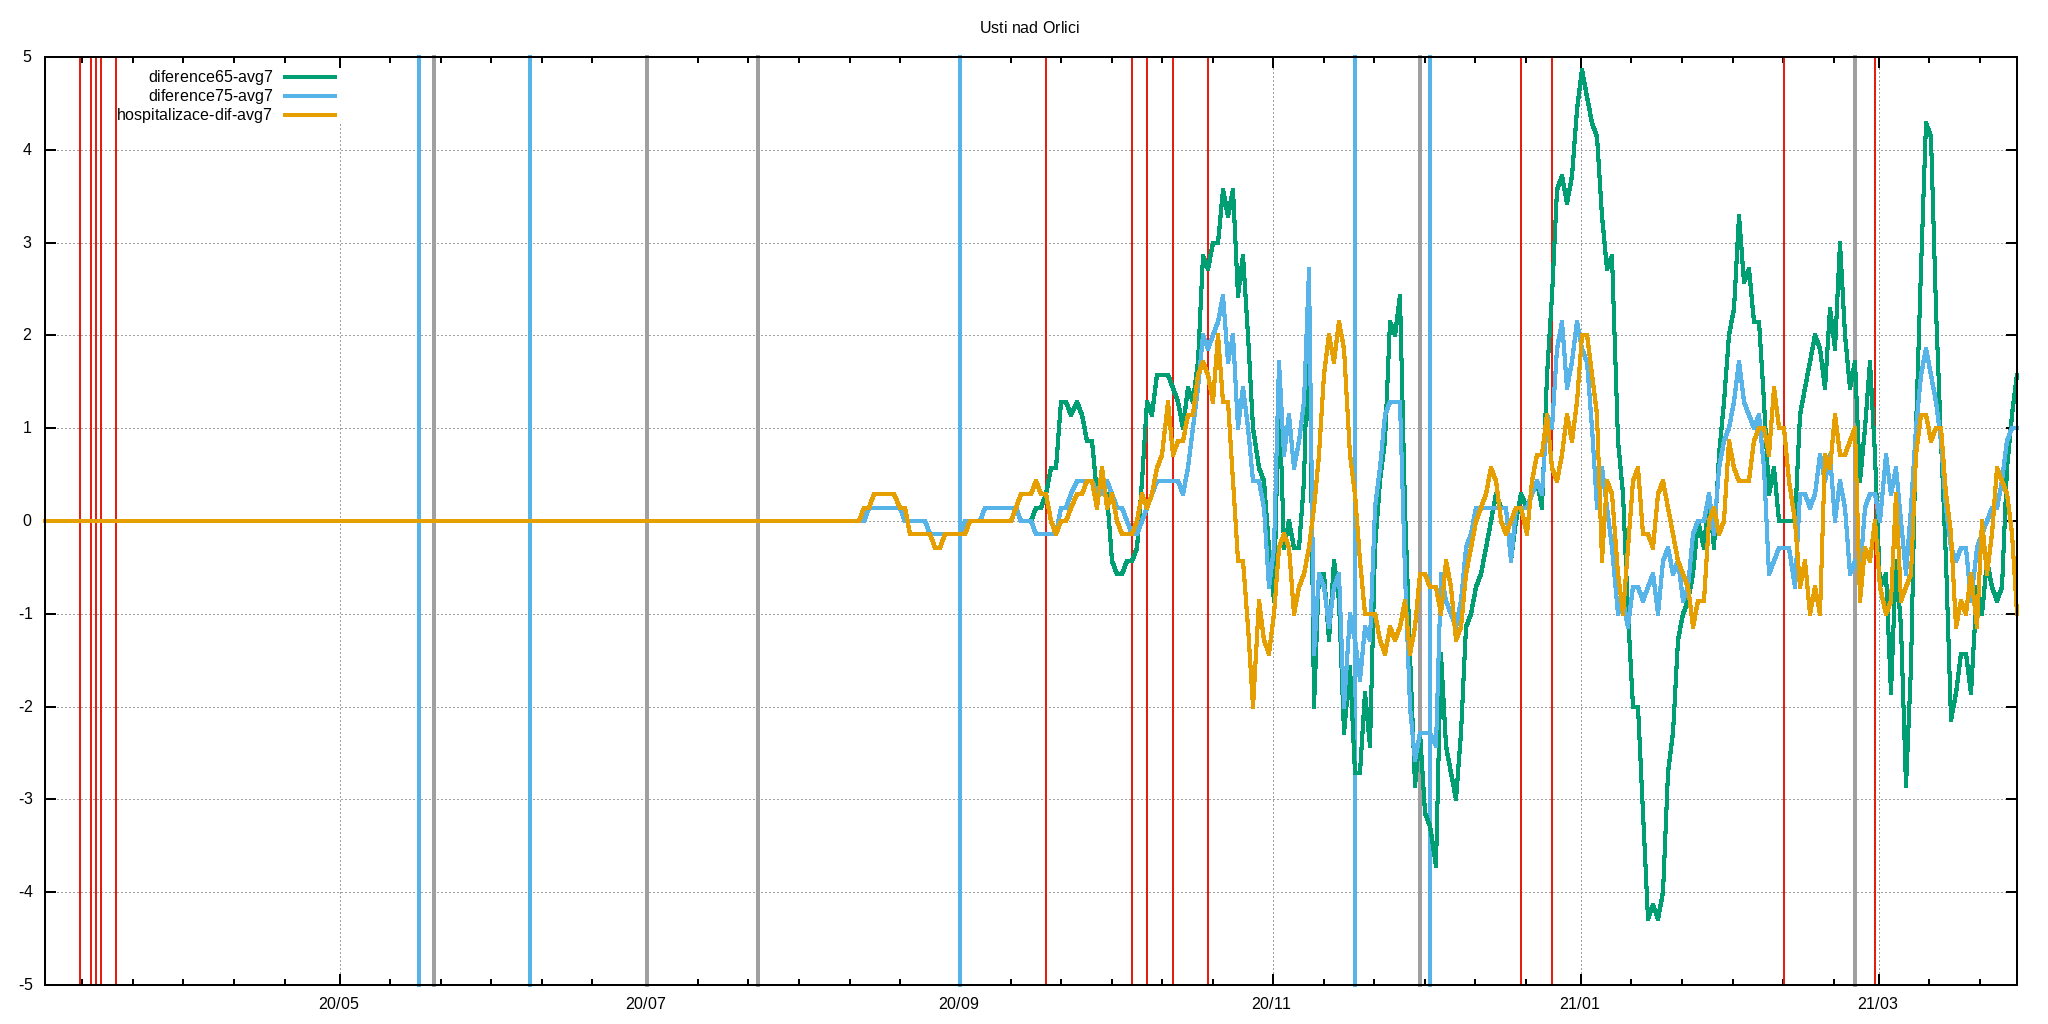 Usti nad Orlici
diference65-avg7
diference75-avg7
hospitalizace-dif-avg7
5
4
3
2
1
0
-1
-2
-3
-4
-5
20/05 20/07 20/09 20/11 21/01 21/03